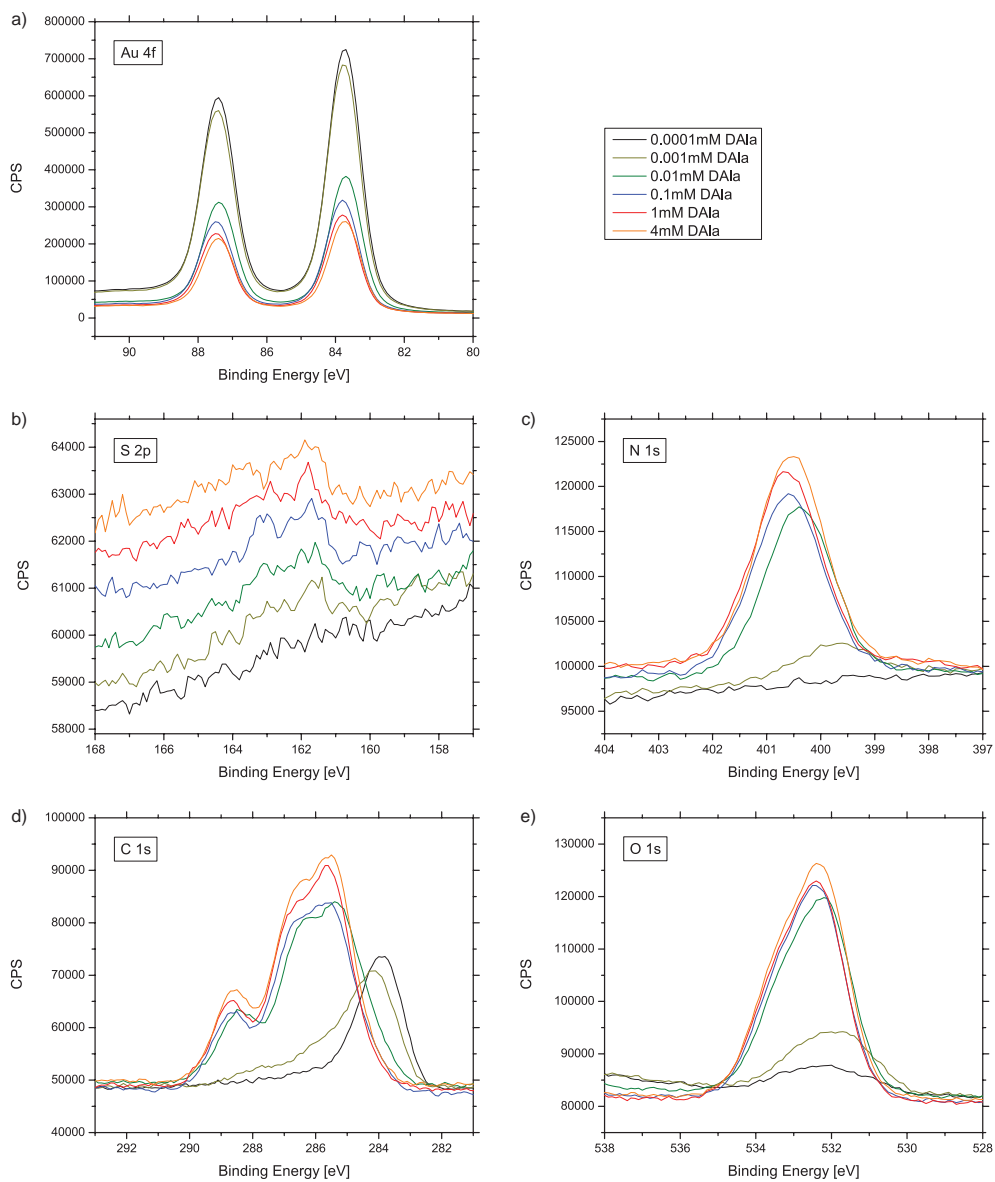 a)
Au 4f
800000
700000
600000
500000
400000
300000
200000
100000
0
CPS
90 88 86 84 82 80
Binding Energy [eV]
0.0001mM DAla
0.001mM DAla
0.01mM DAla
0.1mM DAla
1mM DAla
4mM DAla
b)
S 2p
64000
63000
62000
61000
60000
59000
58000
CPS
168 166 164 162 160 158
Binding Energy [eV]
c)
N 1s
125000
120000
115000
110000
105000
100000
95000
CPS
404 403 402 401 400 399 398 397
Binding Energy [eV]
d)
C 1s
100000
90000
80000
70000
60000
50000
40000
CPS
292 290 288 286 284 282
Binding Energy [eV]
e)
O 1s
130000
120000
110000
100000
90000
80000
CPS
538 536 534 532 530 528
Binding Energy [eV]